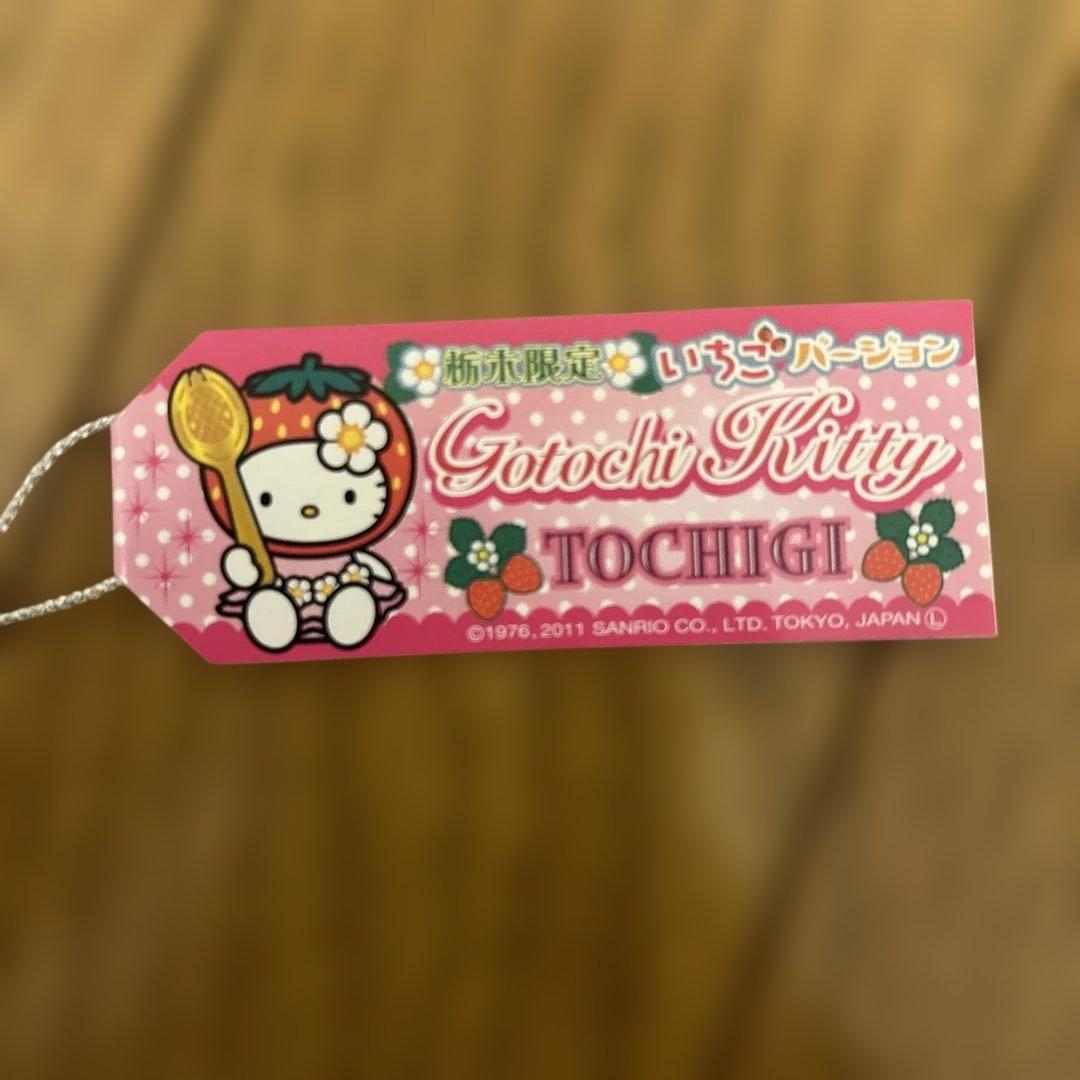 栃木限定 いちごバージョン
Gotochi Kitty
TOCHIGI
©1976, 2011 SANRIO CO., LTD. TOKYO, JAPAN Ⓛ